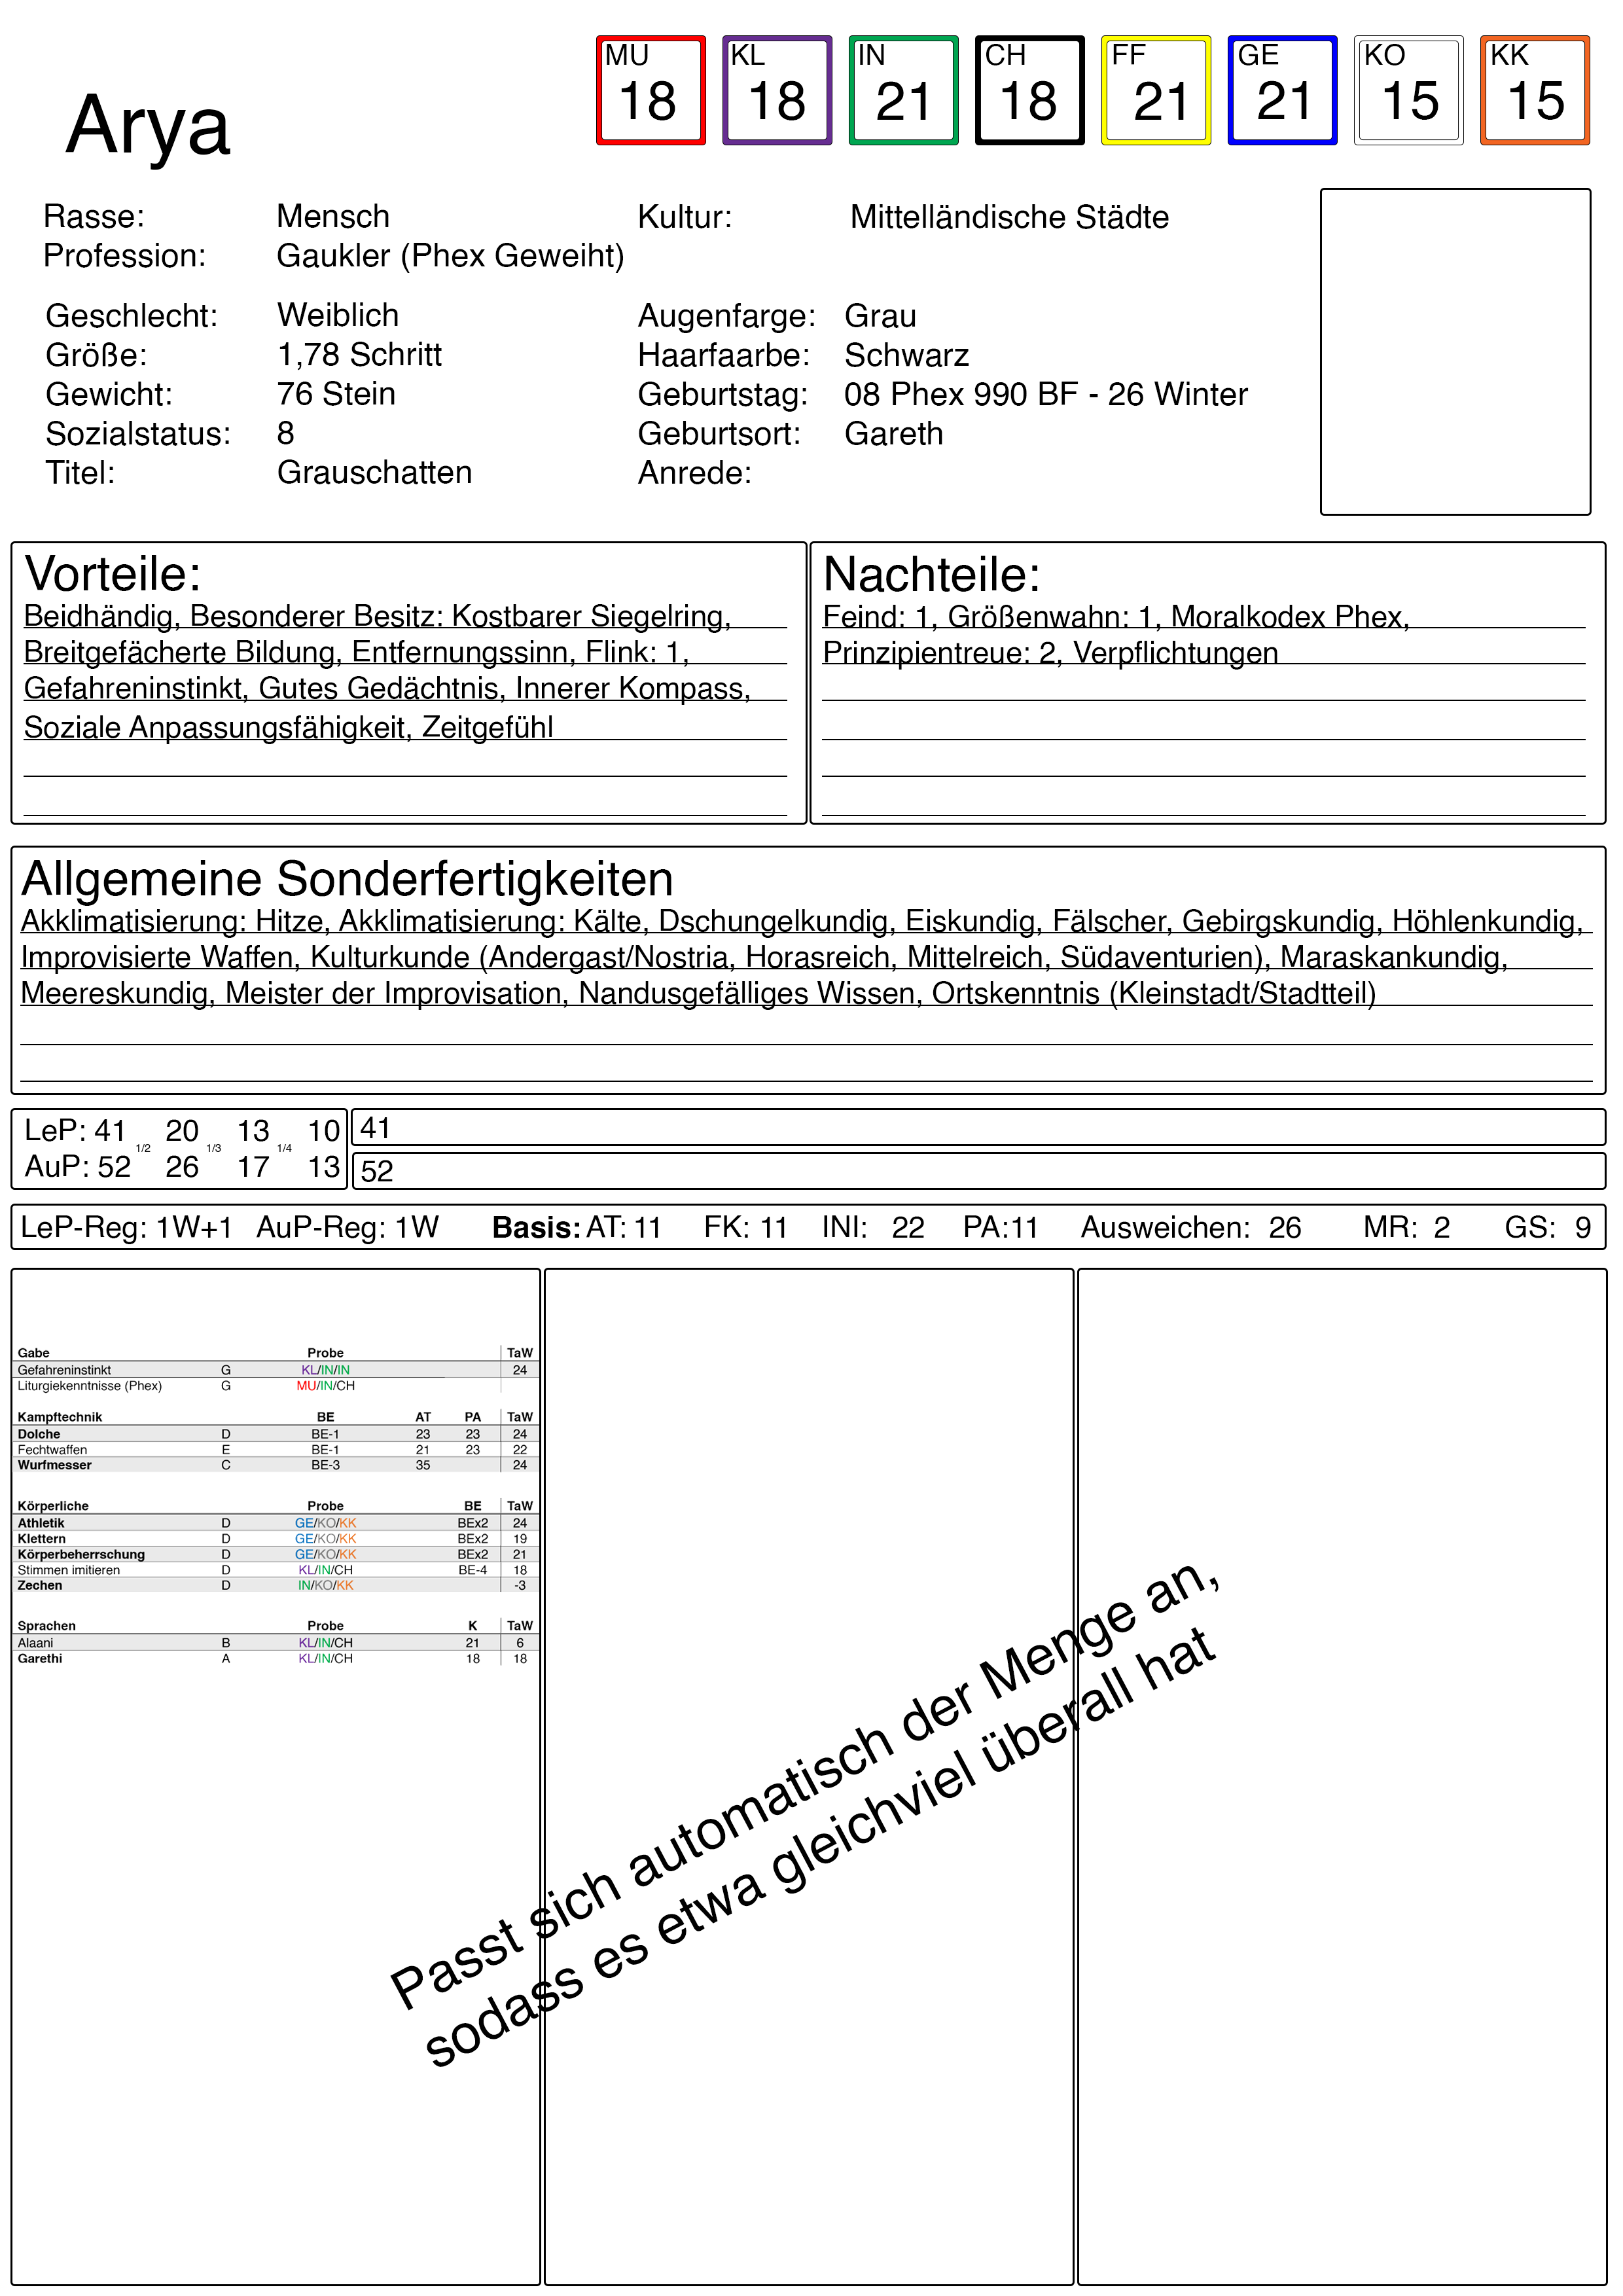 MU KL IN CH FF GE KO KK
18 18 21 18 21 21 15 15
Arya
Rasse: Mensch Kultur: Mittelländische Städte
Profession: Gaukler (Phex Geweiht)
Geschlecht: Weiblich Augenfarge: Grau
Größe: 1,78 Schritt Haarfaarbe: Schwarz
Gewicht: 76 Stein Geburtstag: 08 Phex 990 BF - 26 Winter
Sozialstatus: 8 Geburtsort: Gareth
Titel: Grauschatten Anrede:
Vorteile:
Beidhändig, Besonderer Besitz: Kostbarer Siegelring,
Breitgefächerte Bildung, Entfernungssinn, Flink: 1,
Gefahreninstinkt, Gutes Gedächtnis, Innerer Kompass,
Soziale Anpassungsfähigkeit, Zeitgefühl
Nachteile:
Feind: 1, Größenwahn: 1, Moralkodex Phex,
Prinzipientreue: 2, Verpflichtungen
Allgemeine Sonderfertigkeiten
Akklimatisierung: Hitze, Akklimatisierung: Kälte, Dschungelkundig, Eiskundig, Fälscher, Gebirgskundig, Höhlenkundig,
Improvisierte Waffen, Kulturkunde (Andergast/Nostria, Horasreich, Mittelreich, Südaventurien), Maraskankundig,
Meereskundig, Meister der Improvisation, Nandusgefälliges Wissen, Ortskenntnis (Kleinstadt/Stadtteil)
LeP: 41 20 13 10 41
1/2 1/3 1/4
AuP: 52 26 17 13 52
LeP-Reg: 1W+1 AuP-Reg: 1W Basis: AT: 11 FK: 11 INI: 22 PA:11 Ausweichen: 26 MR: 2 GS: 9
Gabe Probe TaW
Gefahreninstinkt G KL/IN/IN 24
Liturgiekenntnisse (Phex) G MU/IN/CH
Kampftechnik BE AT PA TaW
Dolche D BE-1 23 23 24
Fechtwaffen E BE-1 21 23 22
Wurfmesser C BE-3 35 24
Körperliche Probe BE TaW
Athletik D GE/KO/KK BEx2 24
Klettern D GE/KO/KK BEx2 19
Körperbeherrschung D GE/KO/KK BEx2 21
Stimmen imitieren D KL/IN/CH BE-4 18
Zechen D IN/KO/KK -3
Sprachen Probe K TaW
Alaani B KL/IN/CH 21 6
Garethi A KL/IN/CH 18 18
Passt sich automatisch der Menge an,
sodass es etwa gleichviel überall hat